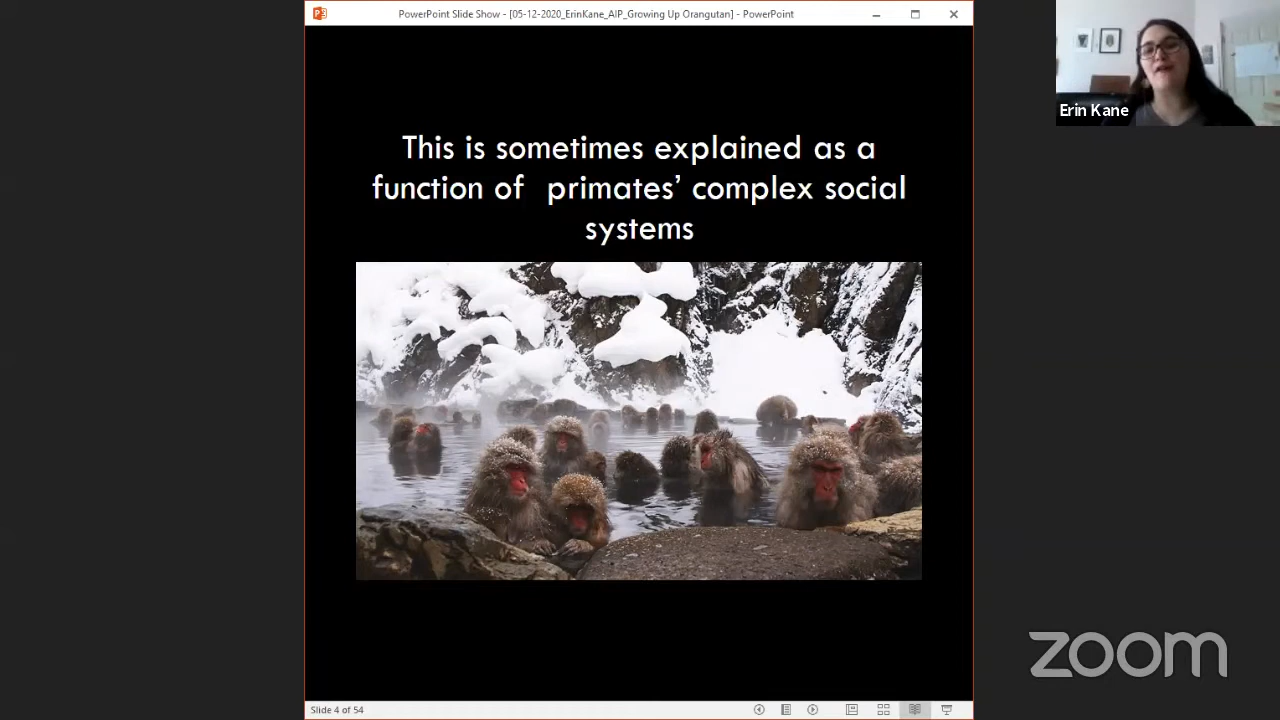 PowerPoint Slide Show - [05-12-2020_ErinKane_AIP_Growing Up Orangutan] - PowerPoint
This is sometimes explained as a
function of primates’ complex social
systems
Erin Kane
zoom
Slide 4 of 54